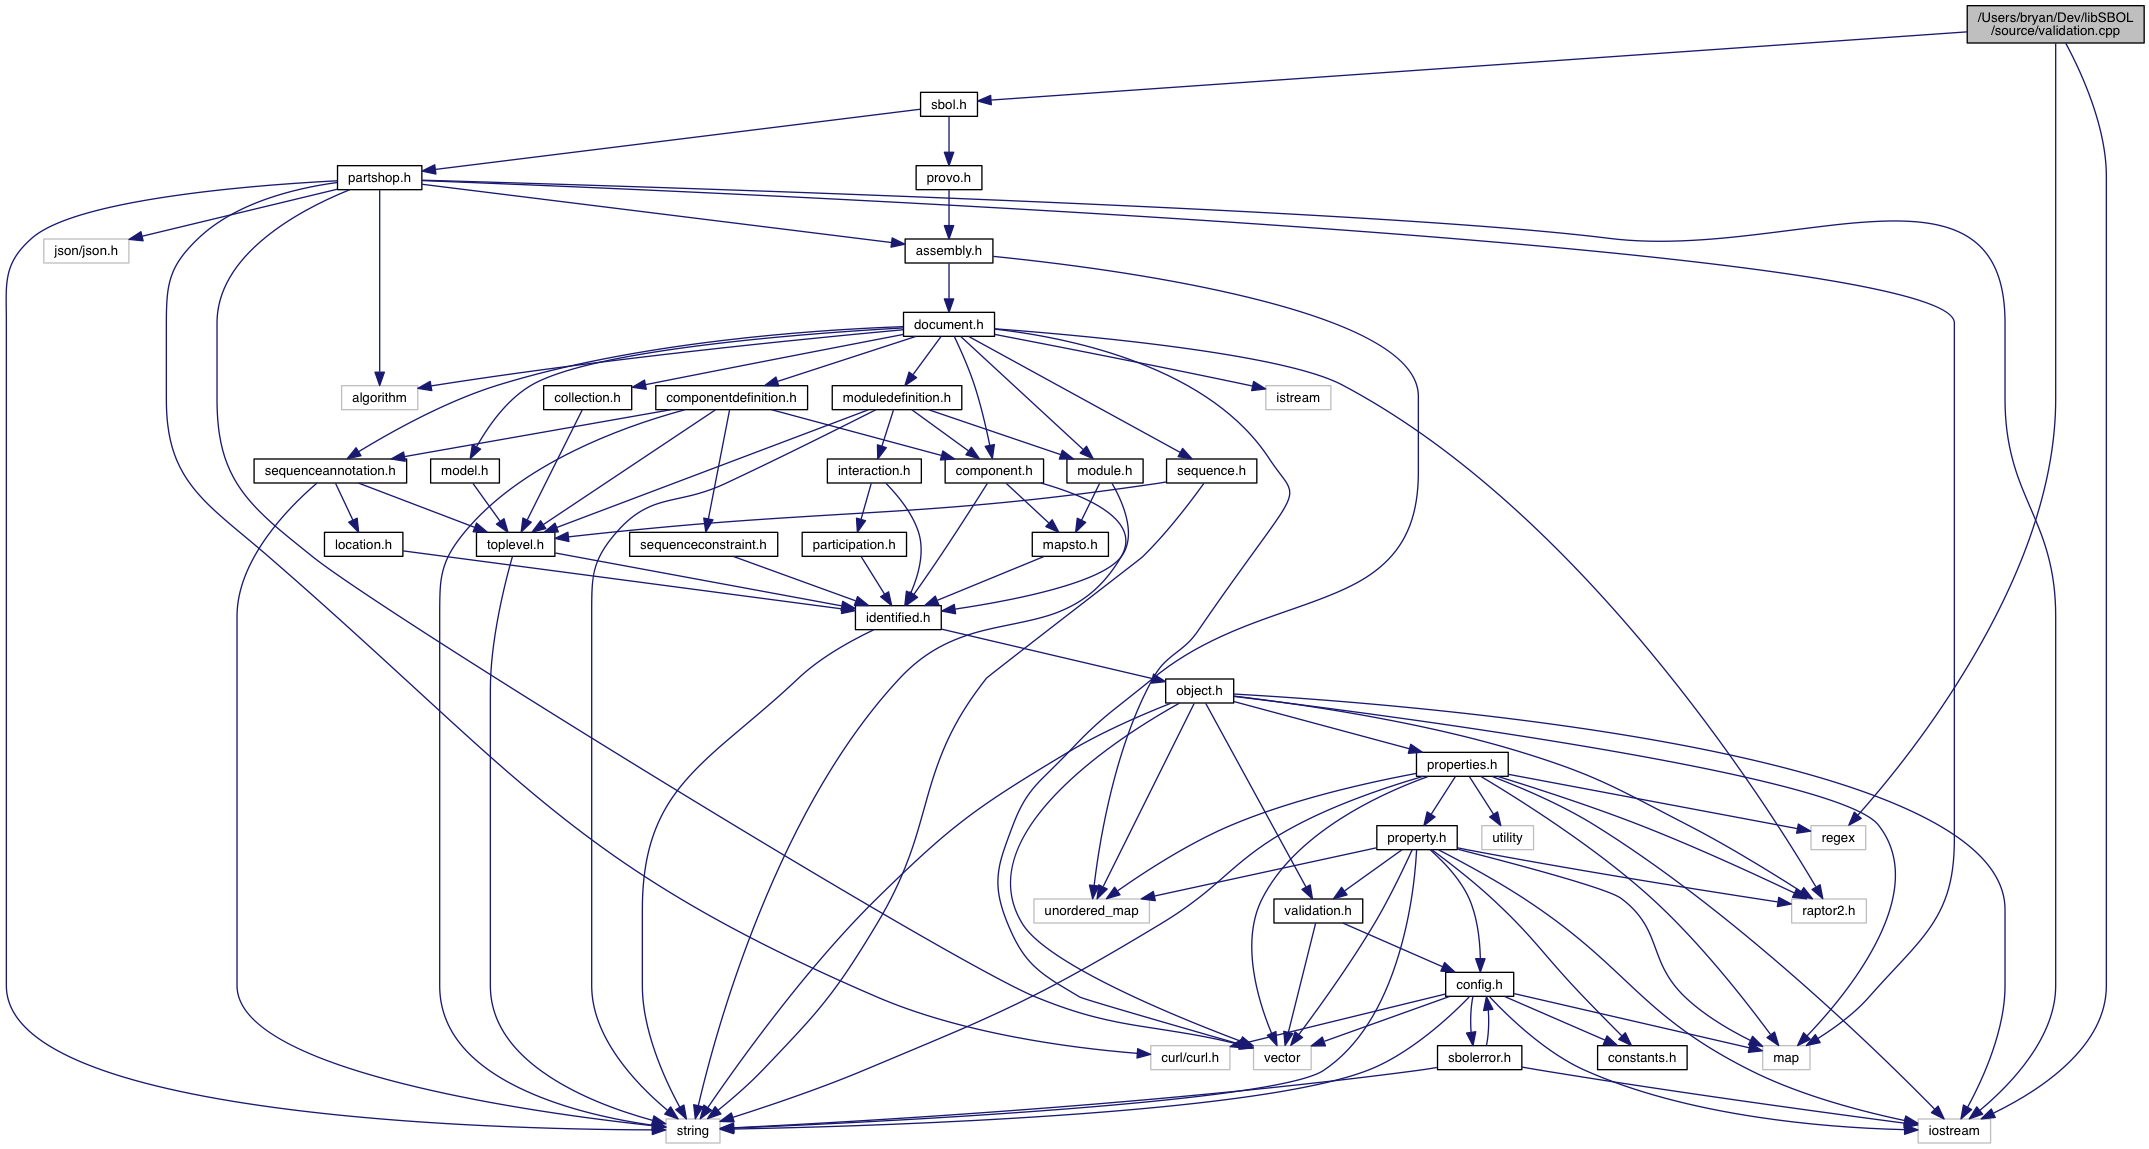 /Users/bryan/Dev/libSBOL
/source/validation.cpp
sbol.h
partshop.h
provo.h
json/json.h
assembly.h
document.h
algorithm
collection.h
componentdefinition.h
moduledefinition.h
istream
sequenceannotation.h
model.h
interaction.h
component.h
module.h
sequence.h
location.h
toplevel.h
sequenceconstraint.h
participation.h
mapsto.h
identified.h
object.h
properties.h
property.h
utility
regex
unordered_map
validation.h
raptor2.h
config.h
curl/curl.h
vector
sbolerror.h
constants.h
map
string
iostream